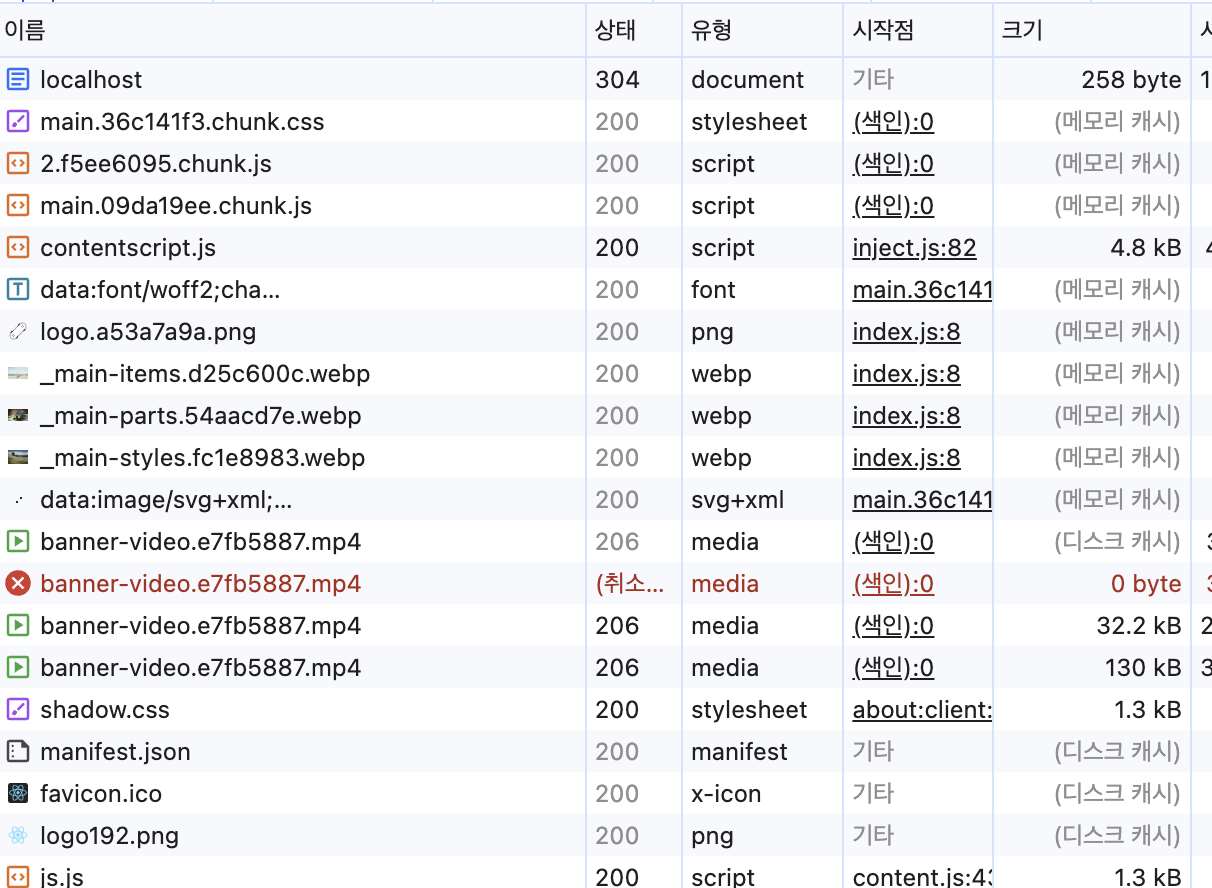 이름 상태 유형 시작점 크기
localhost 304 document 기타 258 byte
main.36c141f3.chunk.css 200 stylesheet (색인):0 (메모리 캐시)
2.f5ee6095.chunk.js 200 script (색인):0 (메모리 캐시)
main.09da19ee.chunk.js 200 script (색인):0 (메모리 캐시)
contentscript.js 200 script inject.js:82 4.8 kB
data:font/woff2;cha... 200 font main.36c141 (메모리 캐시)
logo.a53a7a9a.png 200 png index.js:8 (메모리 캐시)
_main-items.d25c600c.webp 200 webp index.js:8 (메모리 캐시)
_main-parts.54aacd7e.webp 200 webp index.js:8 (메모리 캐시)
_main-styles.fc1e8983.webp 200 webp index.js:8 (메모리 캐시)
data:image/svg+xml;... 200 svg+xml main.36c141 (메모리 캐시)
banner-video.e7fb5887.mp4 206 media (색인):0 (디스크 캐시)
banner-video.e7fb5887.mp4 (취소... media (색인):0 0 byte
banner-video.e7fb5887.mp4 206 media (색인):0 32.2 kB
banner-video.e7fb5887.mp4 206 media (색인):0 130 kB
shadow.css 200 stylesheet about:client: 1.3 kB
manifest.json 200 manifest 기타 (디스크 캐시)
favicon.ico 200 x-icon 기타 (디스크 캐시)
logo192.png 200 png 기타 (디스크 캐시)
js.js 200 script content.js:43 1.3 kB